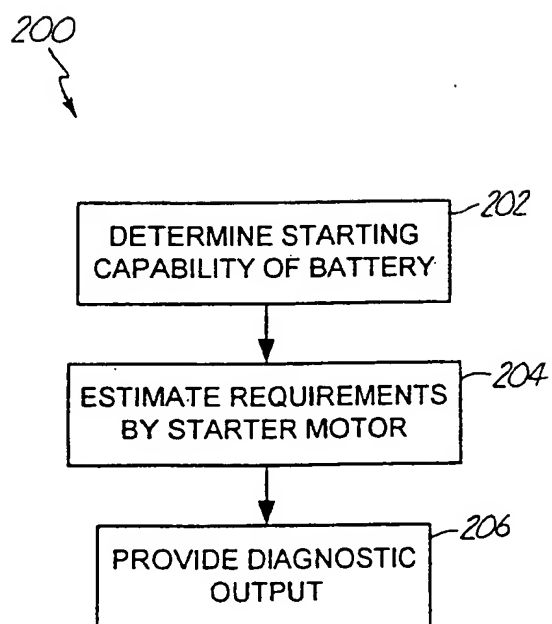 200
202
DETERMINE STARTING
CAPABILITY OF BATTERY
204
ESTIMATE REQUIREMENTS
BY STARTER MOTOR
206
PROVIDE DIAGNOSTIC
OUTPUT